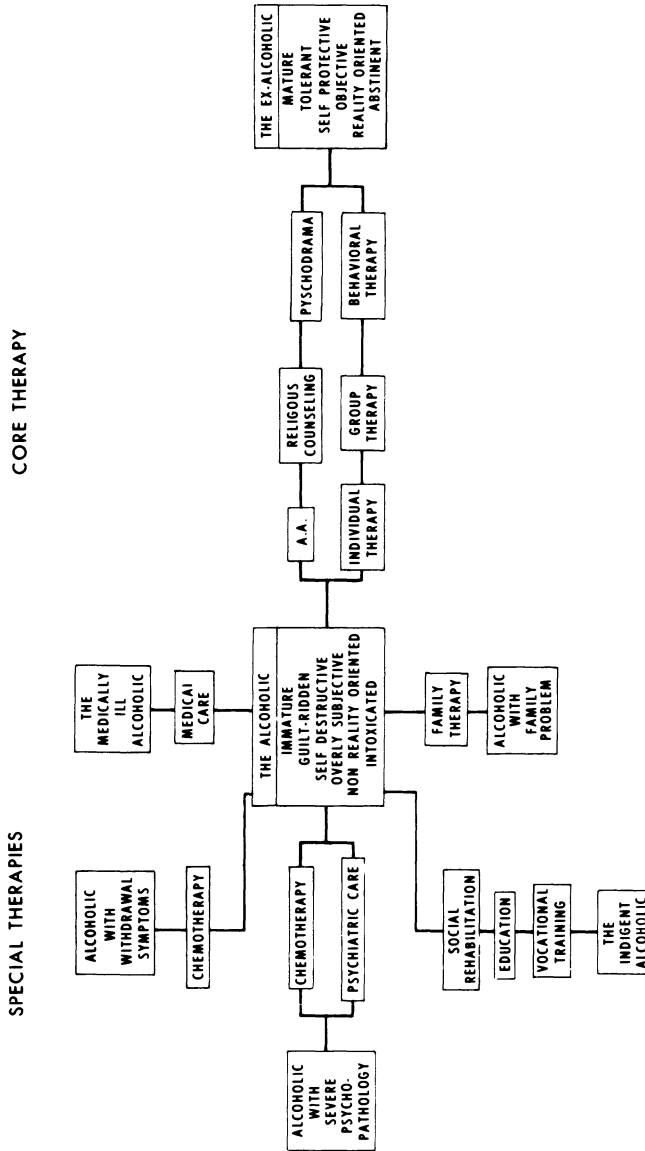 SPECIAL THERAPIES
CORE THERAPY
ALCOHOLIC
WITH
WITHDRAWAL
SYMPTOMS
CHEMOTHERAPY
THE
MEDICALLY
ILL
ALCOHOLIC
MEDICAL
CARE
ALCOHOLIC
WITH
SEVERE
PSYCHO-
PATHOLOGY
CHEMOTHERAPY
PSYCHIATRIC CARE
THE ALCOHOLIC
IMMATURE
GUILT-RIDDEN
SELF DESTRUCTIVE
OVERLY SUBJECTIVE
NON REALITY ORIENTED
INTOXICATED
SOCIAL
REHABILITATION
EDUCATION
VOCATIONAL
TRAINING
THE
INDIGENT
ALCOHOLIC
FAMILY
THERAPY
ALCOHOLIC
WITH
FAMILY
PROBLEM
A.A.
RELIGOUS
COUNSELING
PYSCHODRAMA
INDIVIDUAL
THERAPY
GROUP
THERAPY
BEHAVIORAL
THERAPY
THE EX-ALCOHOLIC
MATURE
TOLERANT
SELF PROTECTIVE
OBJECTIVE
REALITY ORIENTED
ABSTINENT